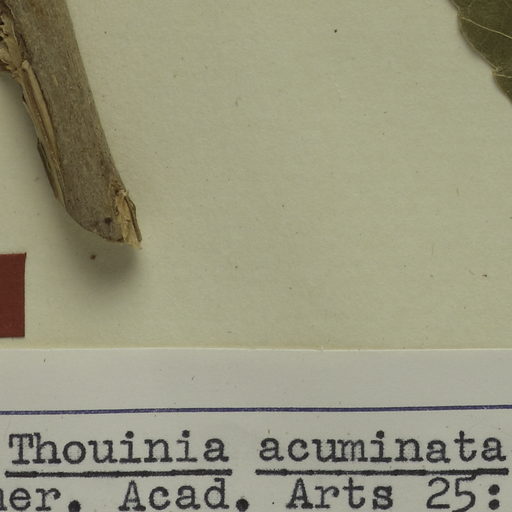 Thouinia acuminata
Acad. Arts 25: